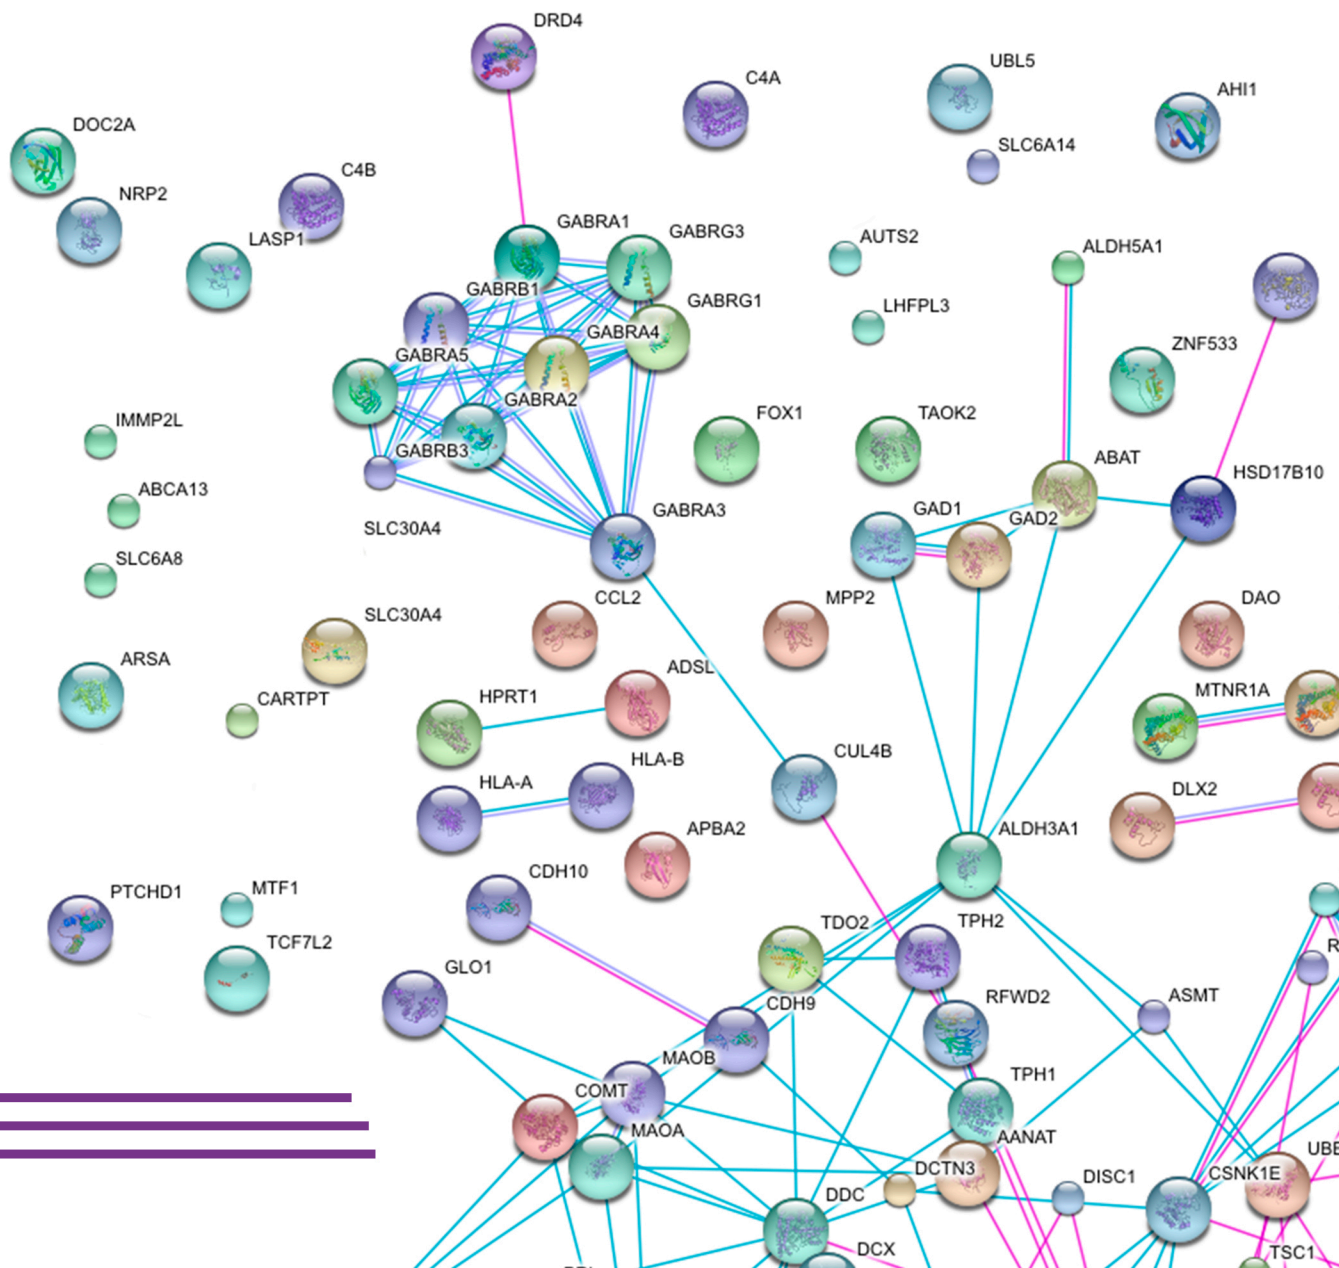 DRD4
UBL5
C4A
AHI1
DOC2A
SLC6A14
C4B
NRP2
GABRA1
GABRG3
LASP1
AUTS2
ALDH5A1
GABRB1
GABRG1
LHFPL3
GABRA4
ZNF533
GABRA5
GABRA2
FOX1
TAOK2
IMMP2L
GABRB3
ABAT
HSD17B10
ABCA13
GABRA3
GAD1
GAD2
SLC30A4
SLC6A8
CCL2
MPP2
DAO
SLC30A4
ARSA
ADSL
MTNR1A
CARTPT
HPRT1
CUL4B
HLA-B
HLA-A
DLX2
APBA2
ALDH3A1
CDH10
PTCHD1
MTF1
TDO2
TPH2
TCF7L2
R
GLO1
ASMT
RFWD2
CDH9
MAOB
TPH1
COMT
MAOA
AANAT
UBE
DCTN3
DISC1
CSNK1E
DDC
DCX
TSC1